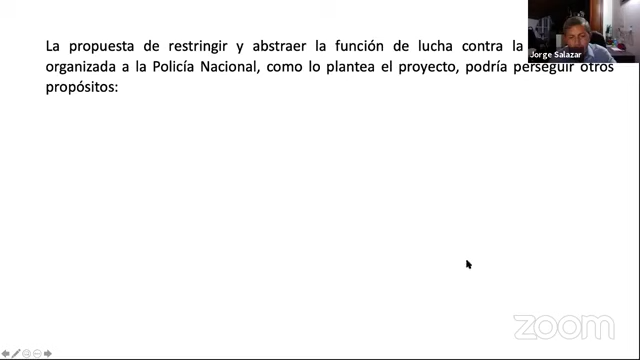 La propuesta de restringir y abstraer la función de lucha contra la
organizada a la Policía Nacional, como lo plantea el proyecto, podría perseguir otros
propósitos:
Jorge Salazar
zoom